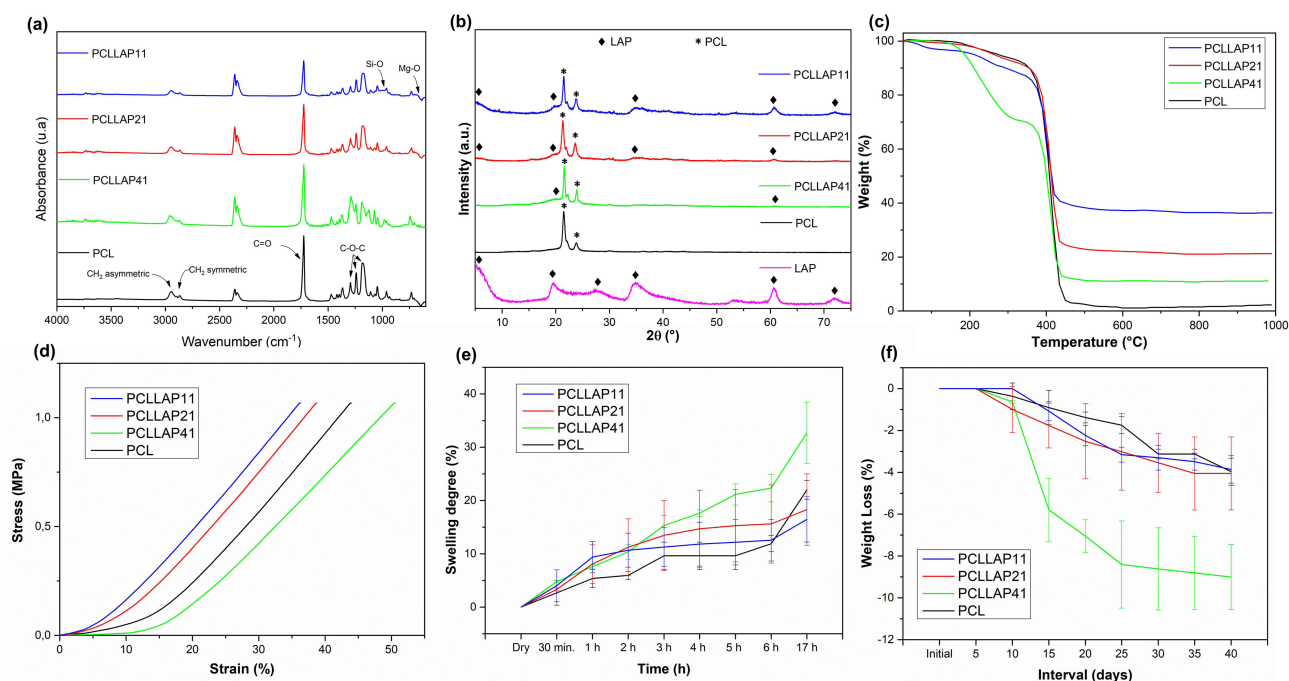 (a)
PCLLAP11
Si-O
Mg-O
PCLLAP21
PCLLAP41
PCL
C=O
C-O-C
CH2 asymmetric
CH2 symmetric
Absorbance (u.a)
4000 3500 3000 2500 2000 1500 1000
Wavenumber (cm-1)
(b)
LAP
* PCL
PCLLAP11
PCLLAP21
PCLLAP41
PCL
LAP
Intensity (a.u.)
10 20 30 40 50 60 70
2θ (°)
(c)
PCLLAP11
PCLLAP21
PCLLAP41
PCL
Weight (%)
100
80
60
40
20
0
0 200 400 600 800 1000
Temperature (°C)
(d)
PCLLAP11
PCLLAP21
PCLLAP41
PCL
Stress (MPa)
1,0
0,5
0,0
0 10 20 30 40 50
Strain (%)
(e)
PCLLAP11
PCLLAP21
PCLLAP41
PCL
Swelling degree (%)
50
40
30
20
10
0
Dry 30 min. 1 h 2 h 3 h 4 h 5 h 6 h 17 h
Time (h)
(f)
PCLLAP11
PCLLAP21
PCLLAP41
PCL
Weight Loss (%)
2
0
-2
-4
-6
-8
-10
-12
Initial 5 10 15 20 25 30 35 40
Interval (days)